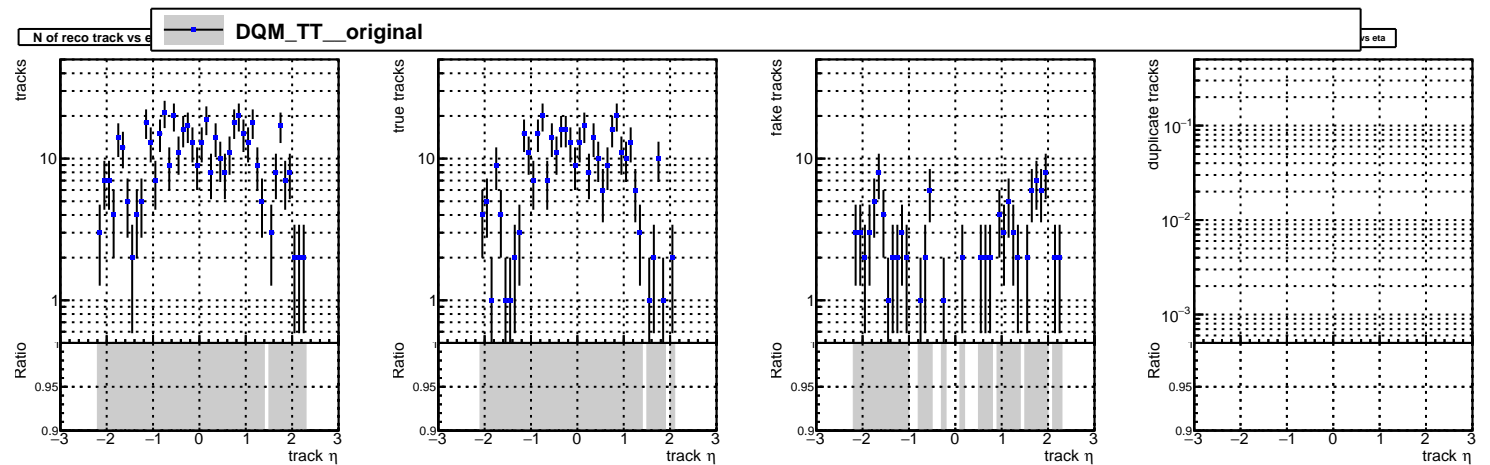 DQM_TT__original
N of reco track vs e
vs eta
tracks
10
1
Ratio
1
0.95
0.9
−3 −2 −1 0 1 2 3
track η
true tracks
10
1
Ratio
1
0.95
0.9
−3 −2 −1 0 1 2 3
track η
fake tracks
10
1
Ratio
1
0.95
0.9
−3 −2 −1 0 1 2 3
track η
duplicate tracks
10−1
10−2
10−3
Ratio
1
0.95
0.9
−3 −2 −1 0 1 2 3
track η